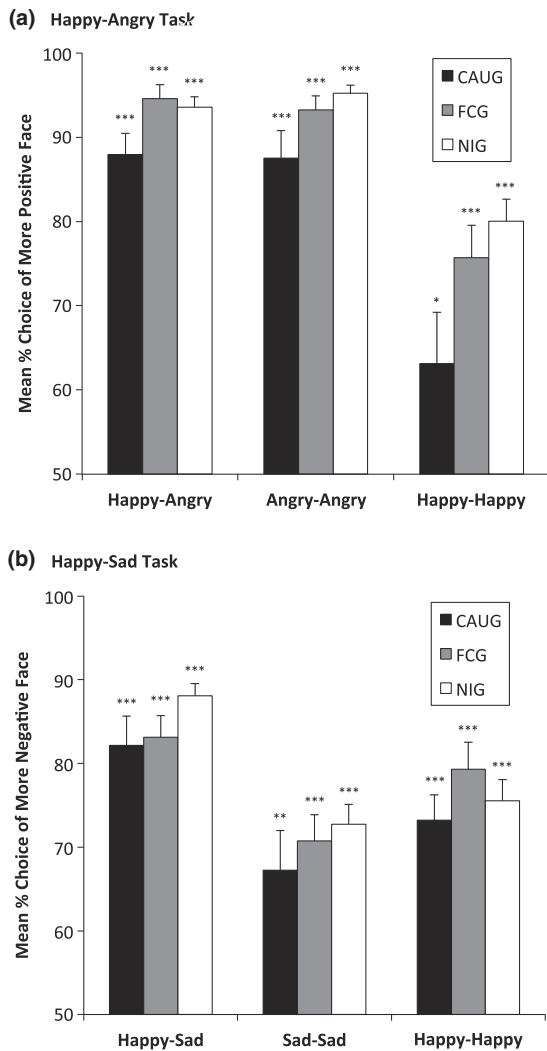 (a) Happy-Angry Task
Mean % Choice of More Positive Face
100
90
80
70
60
50
***
***
***
***
***
***
*
***
***
CAUG
FCG
NIG
Happy-Angry
Angry-Angry
Happy-Happy
(b) Happy-Sad Task
Mean % Choice of More Negative Face
100
90
80
70
60
50
***
***
***
**
***
***
***
***
***
CAUG
FCG
NIG
Happy-Sad
Sad-Sad
Happy-Happy